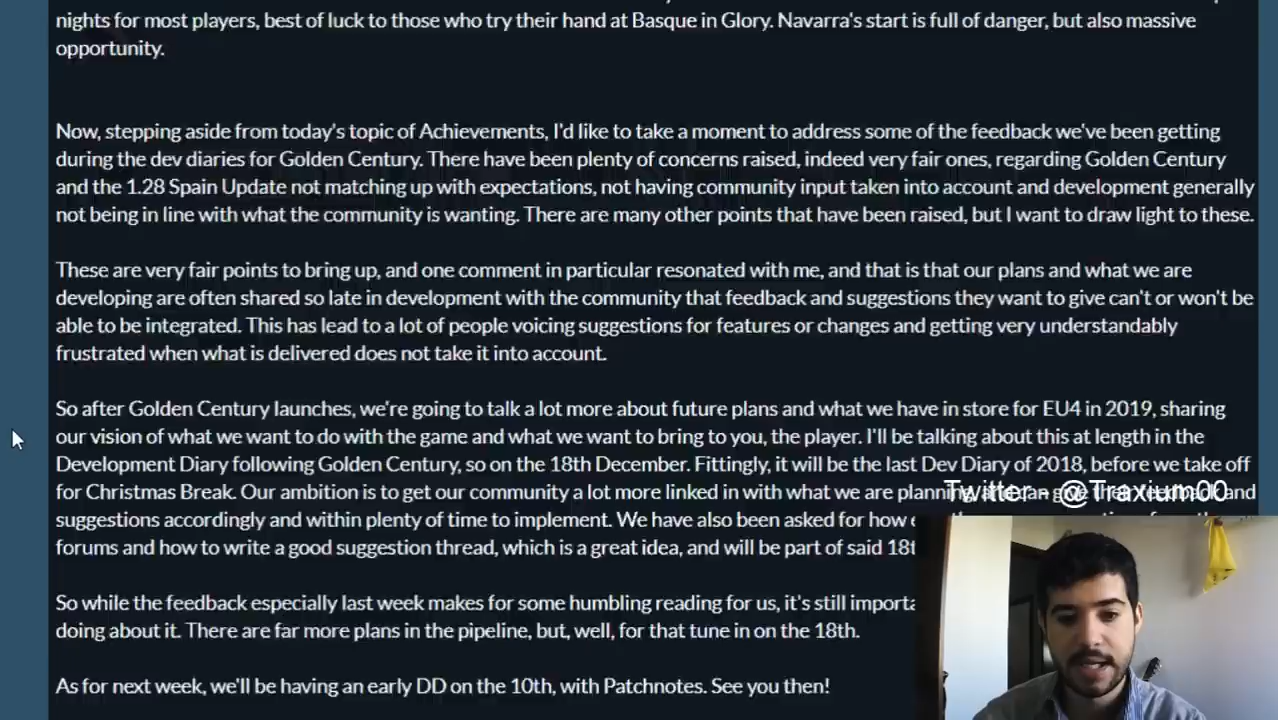 nights for most players, best of luck to those who try their hand at Basque in Glory. Navarra's start is full of danger, but also massive
opportunity.
Now, stepping aside from today's topic of Achievements, I'd like to take a moment to address some of the feedback we've been getting
during the dev diaries for Golden Century. There have been plenty of concerns raised, indeed very fair ones, regarding Golden Century
and the 1.28 Spain Update not matching up with expectations, not having community input taken into account and development generally
not being in line with what the community is wanting. There are many other points that have been raised, but I want to draw light to these.
These are very fair points to bring up, and one comment in particular resonated with me, and that is that our plans and what we are
developing are often shared so late in development with the community that feedback and suggestions they want to give can't or won't be
able to be integrated. This has lead to a lot of people voicing suggestions for features or changes and getting very understandably
frustrated when what is delivered does not take it into account.
So after Golden Century launches, we're going to talk a lot more about future plans and what we have in store for EU4 in 2019, sharing
our vision of what we want to do with the game and what we want to bring to you, the player. I'll be talking about this at length in the
Development Diary following Golden Century, so on the 18th December. Fittingly, it will be the last Dev Diary of 2018, before we take off
for Christmas Break. Our ambition is to get our community a lot more linked in with what we are planning, and
Twitter - @Traxium00
suggestions accordingly and within plenty of time to implement. We have also been asked for how
forums and how to write a good suggestion thread, which is a great idea, and will be part of said
So while the feedback especially last week makes for some humbling reading for us, it's still
doing about it. There are far more plans in the pipeline, but, well, for that tune in on the 18th.
As for next week, we'll be having an early DD on the 10th, with Patchnotes. See you then!